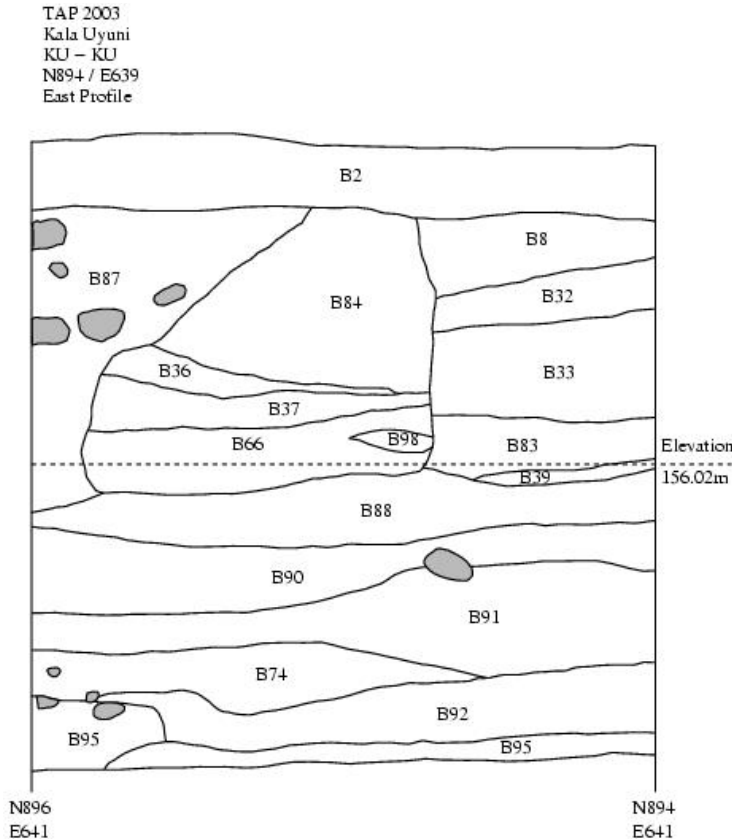 TAP 2003
Kala Uyuni
KU – KU
N894 / E639
East Profile
B2
B8
B87
B32
B84
B36
B33
B37
B66
B98
B83
Elevation
B39
156.02m
B88
B90
B91
B74
B92
B95
B95
N896
E641
N894
E641